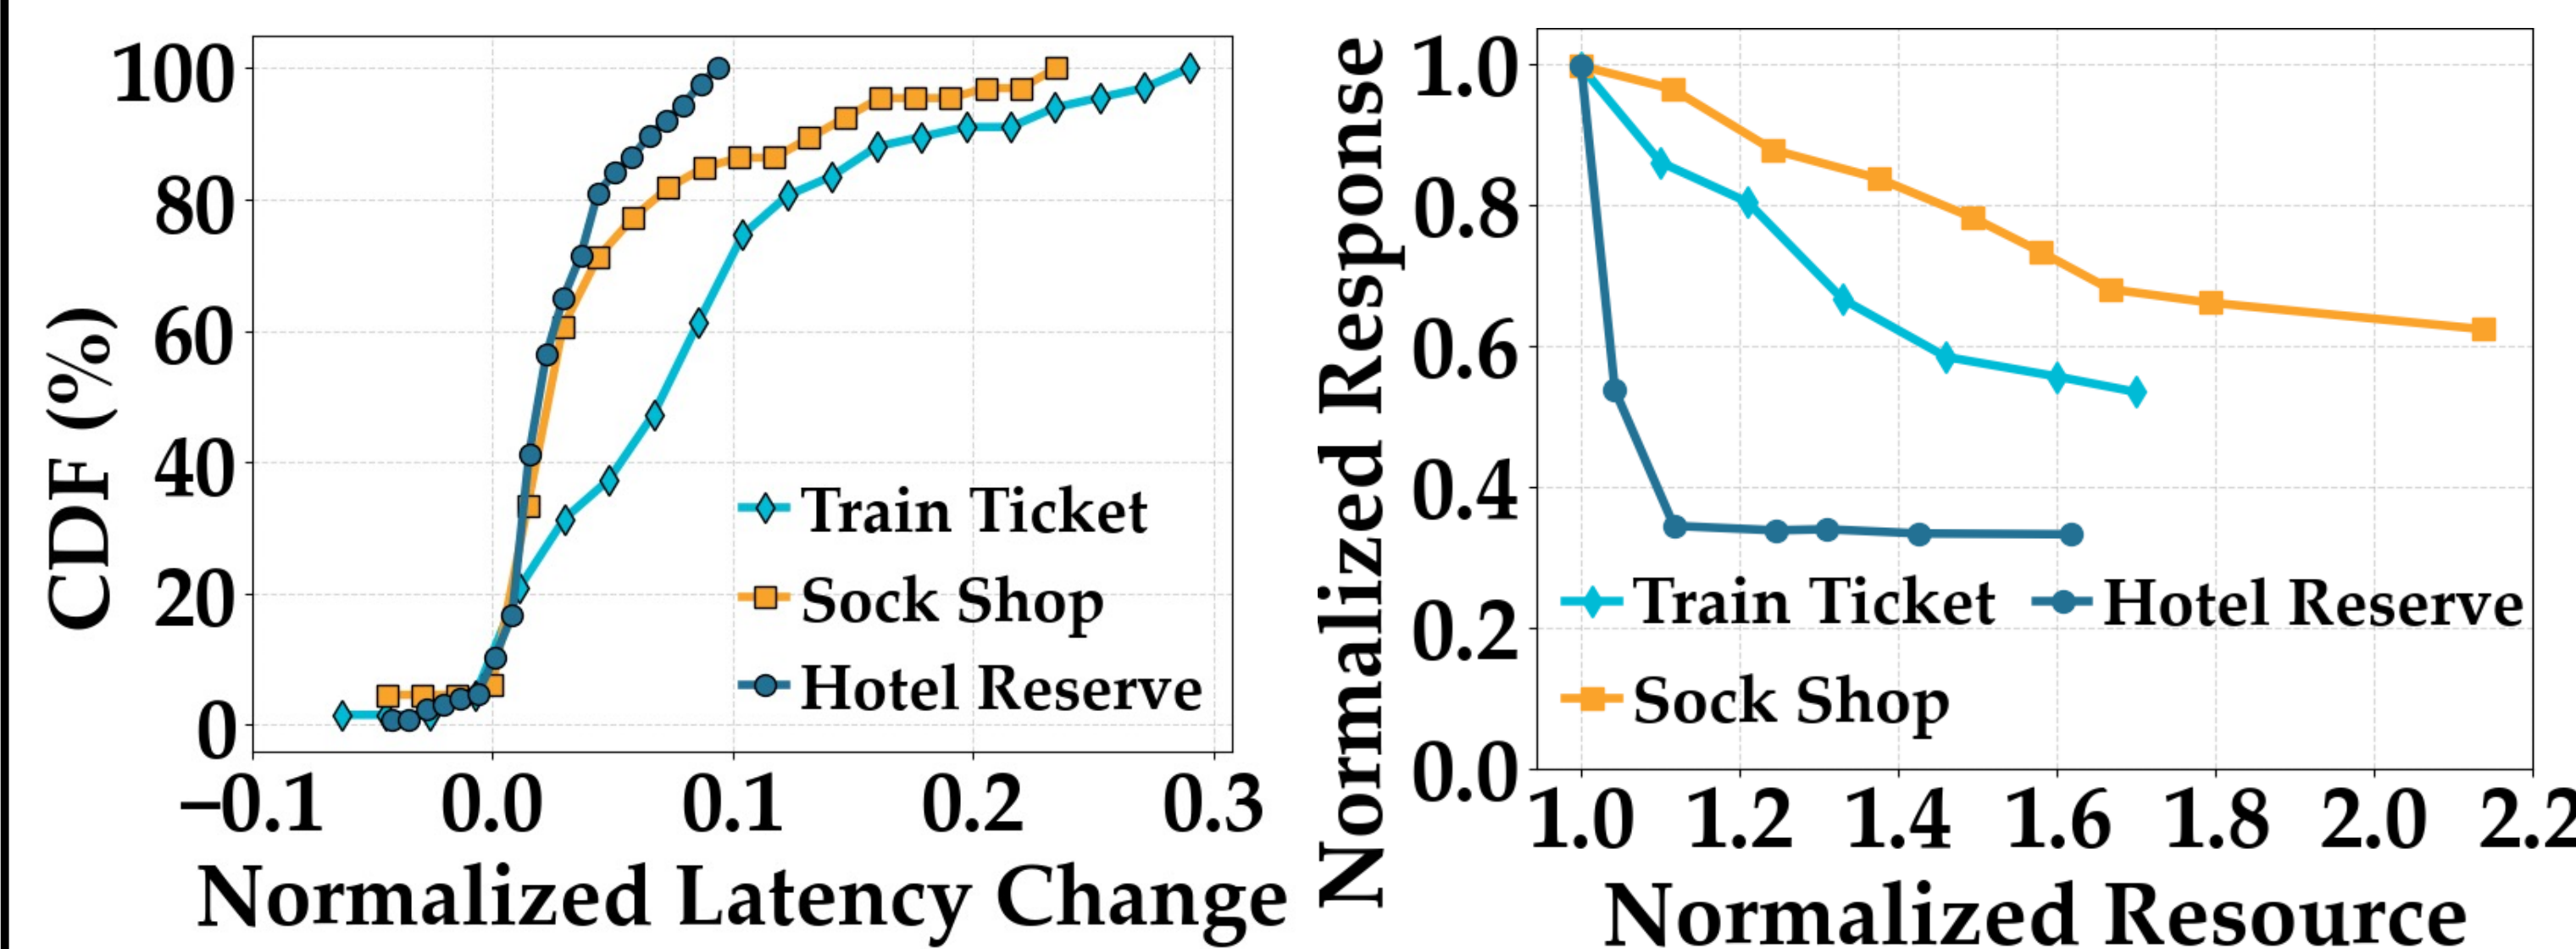 CDF (%)
100
80
60
40
20
0
Train Ticket
Sock Shop
Hotel Reserve
−0.1 0.0 0.1 0.2 0.3
Normalized Latency Change
Normalized Response
1.0
0.8
0.6
0.4
0.2
0.0
Train Ticket Hotel Reserve
Sock Shop
1.0 1.2 1.4 1.6 1.8 2.0 2.2
Normalized Resource